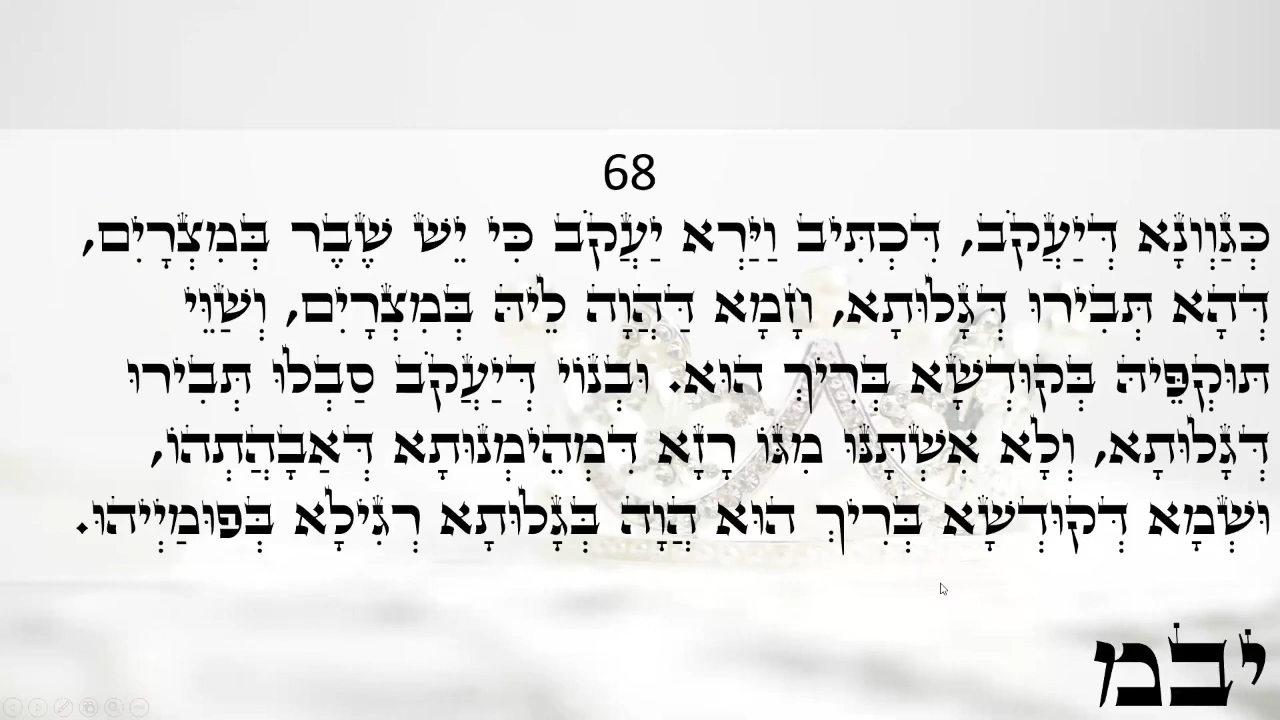 68
כְּגַוְונָא דְּיַעֲקֹב, דִּכְתִּיב וַיַּרְא יַעֲקֹב כִּי יֵשׁ שֶׁבֶר בְּמִצְרָיִם,
דְּהָא תְּבִירוּ דְּגָלוּתָא, חָמָא דַּהֲוָה לֵיהּ בְּמִצְרָיִם, וְשַׁוֵּי
תּוּקְפֵּיהּ בְּקוּדְשָׁא בְּרִיךְ הוּא. וּבְנוֹי דְּיַעֲקֹב סַבְלוּ תְּבִירוּ
דְּגָלוּתָא, וְלָא אִשְׁתָּנּוּ מִגּוֹ רָזָא דִּמְהֵימְנוּתָא דְּאַבָהֲתְהוֹ,
וּשְׁמָא דְּקוּדְשָׁא בְּרִיךְ הוּא הֲוָה בְּגָלוּתָא רְגִילָא בְּפוּמַיְיהוּ.
יבמ